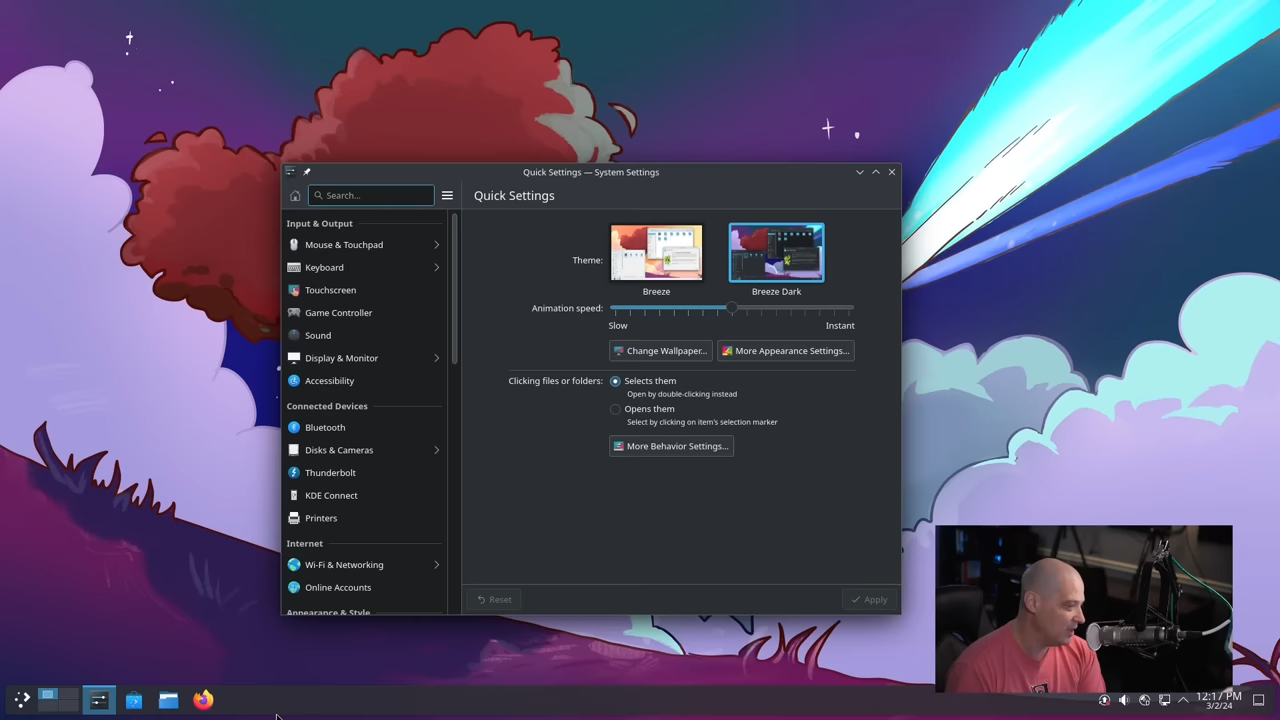 Quick Settings — System Settings
Search...
Quick Settings
Input & Output
Mouse & Touchpad
Keyboard
Touchscreen
Game Controller
Sound
Display & Monitor
Accessibility
Connected Devices
Bluetooth
Disks & Cameras
Thunderbolt
KDE Connect
Printers
Internet
Wi-Fi & Networking
Online Accounts
Appearance & Style
Theme:
Breeze
Breeze Dark
Animation speed:
Slow
Instant
Change Wallpaper...
More Appearance Settings...
Clicking files or folders:
Selects them
Open by double-clicking instead
Opens them
Select by clicking on item's selection marker
More Behavior Settings...
Reset
Apply
12:17 PM
3/2/24